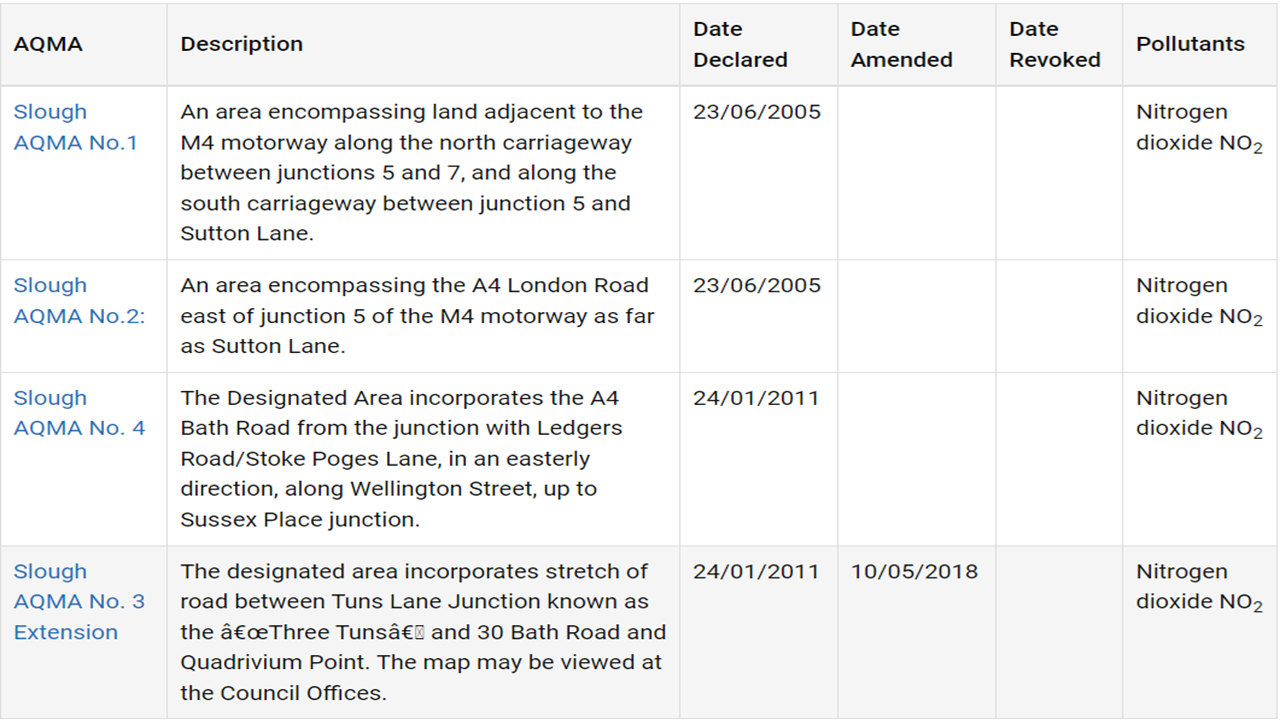 AQMA Description Date Declared Date Amended Date Revoked Pollutants
Slough An area encompassing land adjacent to the 23/06/2005 Nitrogen
AQMA No.1 M4 motorway along the north carriageway dioxide NO₂
between junctions 5 and 7, and along the
south carriageway between junction 5 and
Sutton Lane.
Slough An area encompassing the A4 London Road 23/06/2005 Nitrogen
AQMA No.2: east of junction 5 of the M4 motorway as far dioxide NO₂
as Sutton Lane.
Slough The Designated Area incorporates the A4 24/01/2011 Nitrogen
AQMA No. 4 Bath Road from the junction with Ledgers dioxide NO₂
Road/Stoke Poges Lane, in an easterly
direction, along Wellington Street, up to
Sussex Place junction.
Slough The designated area incorporates stretch of 24/01/2011 10/05/2018 Nitrogen
AQMA No. 3 road between Tuns Lane Junction known as dioxide NO₂
Extension the â€œThree Tunsâ€ and 30 Bath Road and
Quadrivium Point. The map may be viewed at
the Council Offices.